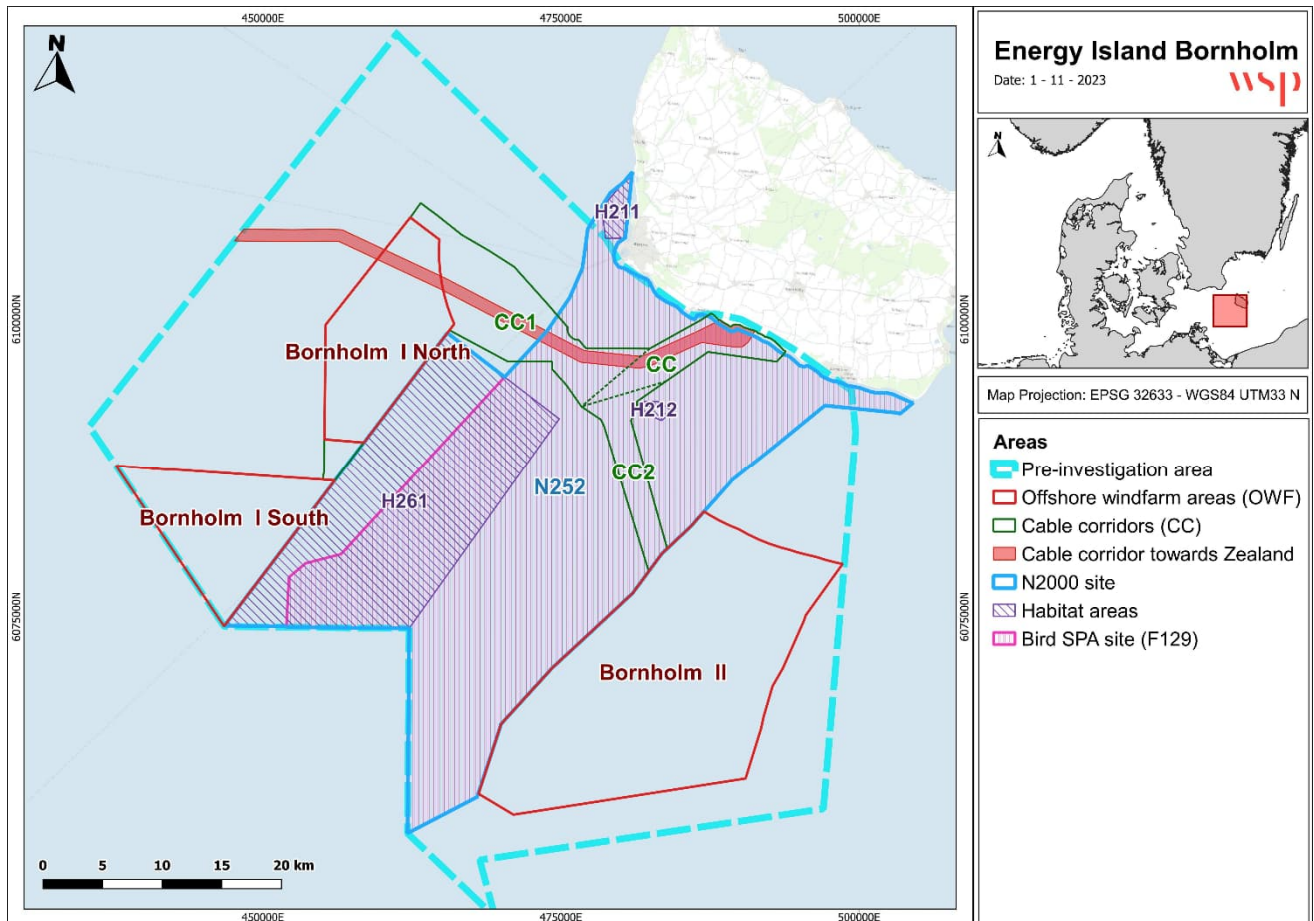 450000E
475000E
500000E
N
H211
6100000N
6100000N
CC1
Bornholm I North
CC
H212
CC2
N252
H261
Bornholm I South
6075000N
6075000N
Bornholm II
0 5 10 15 20 km
450000E
475000E
500000E
Energy Island Bornholm
Date: 1 - 11 - 2023
wsp
N
Map Projection: EPSG 32633 - WGS84 UTM33 N
Areas
Pre-investigation area
Offshore windfarm areas (OWF)
Cable corridors (CC)
Cable corridor towards Zealand
N2000 site
Habitat areas
Bird SPA site (F129)